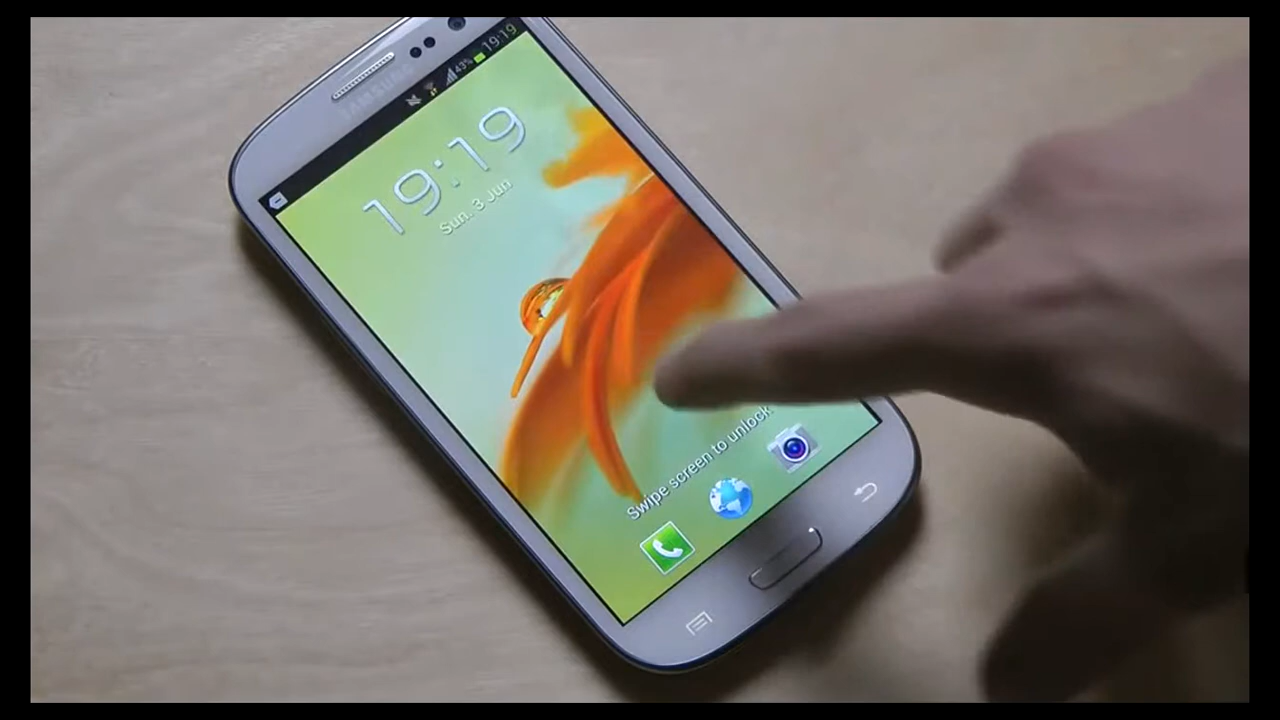 SAMSUNG
43% 19:19
19:19
Sun. 3 Jun
Swipe screen to unlock